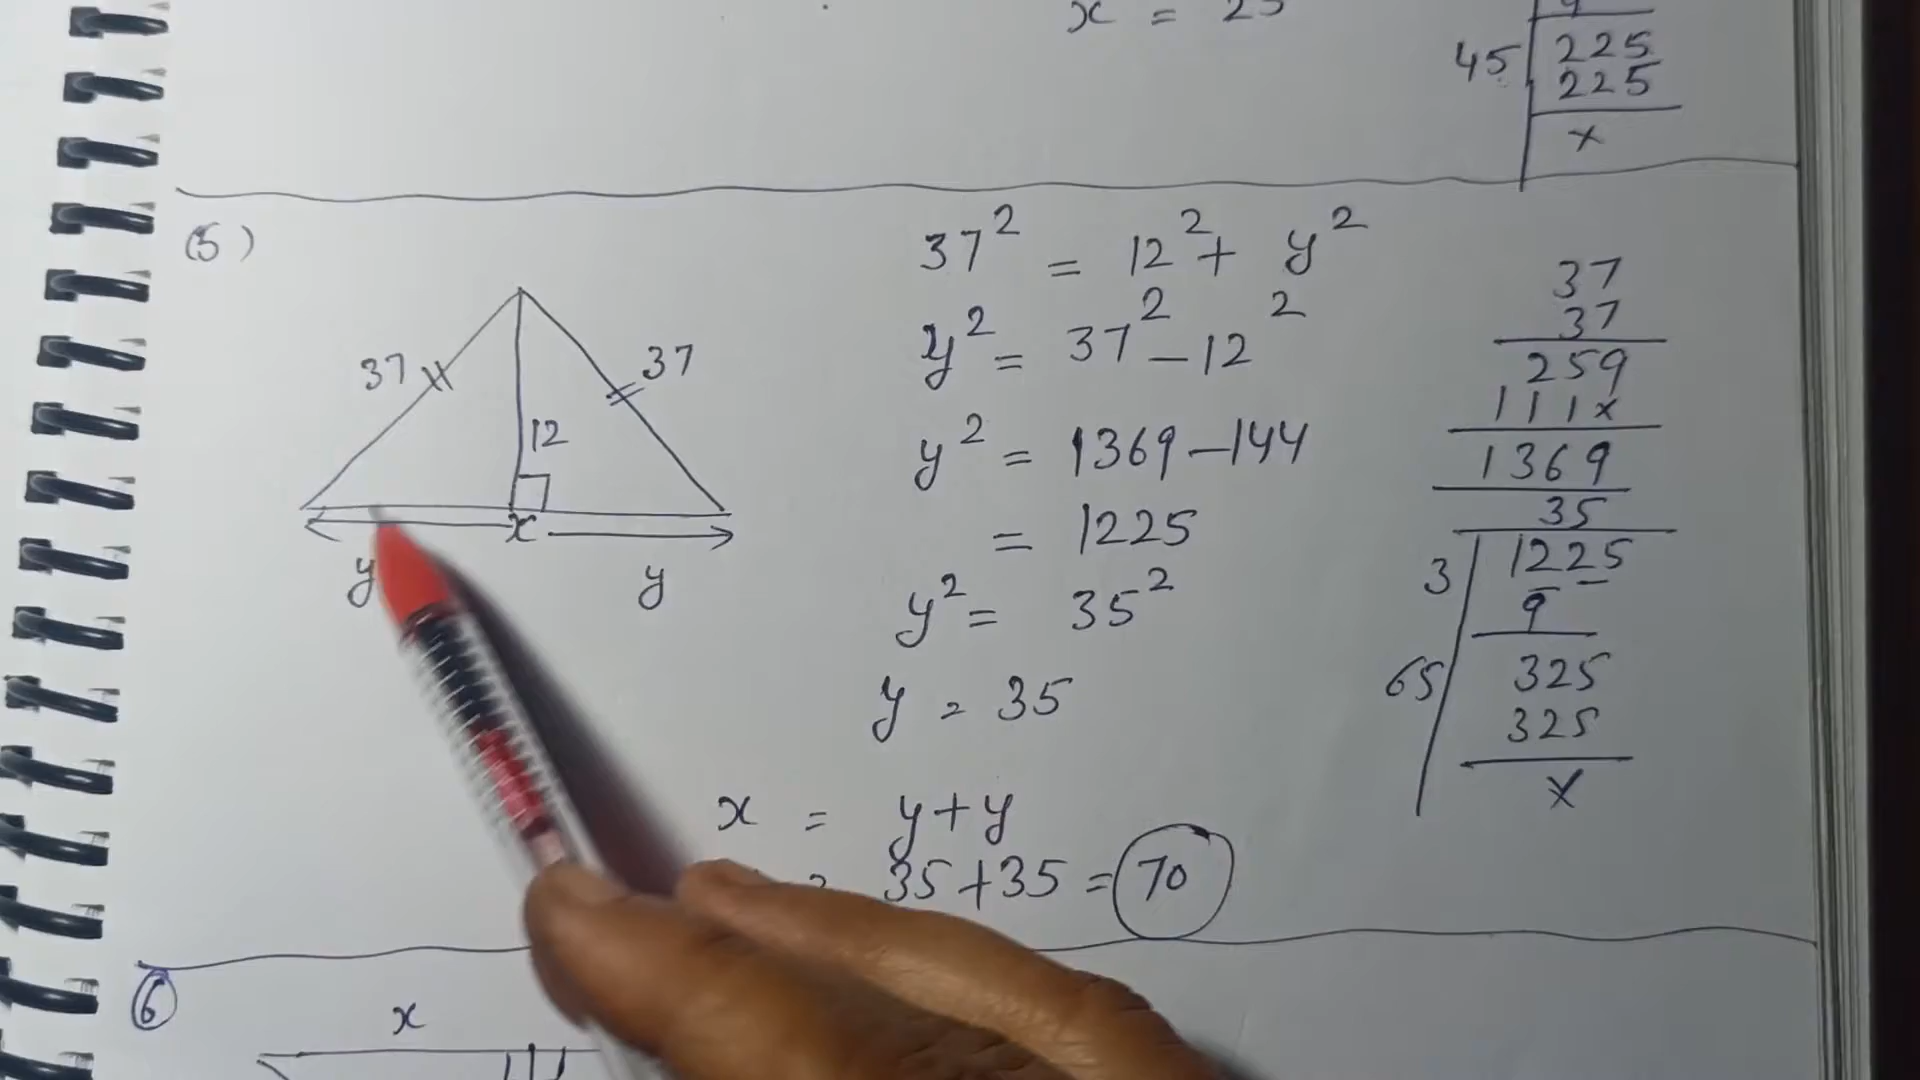 x = 25
9
45 225
225
x
(5)
37
37
12
x
y
y
37² = 12² + y²
y² = 37² - 12²
y² = 1369 - 144
= 1225
y² = 35²
y = 35
x = y + y
= 35 + 35 = 70
37
37
259
111x
1369
35
3 1225
9
65 325
325
x
6
x